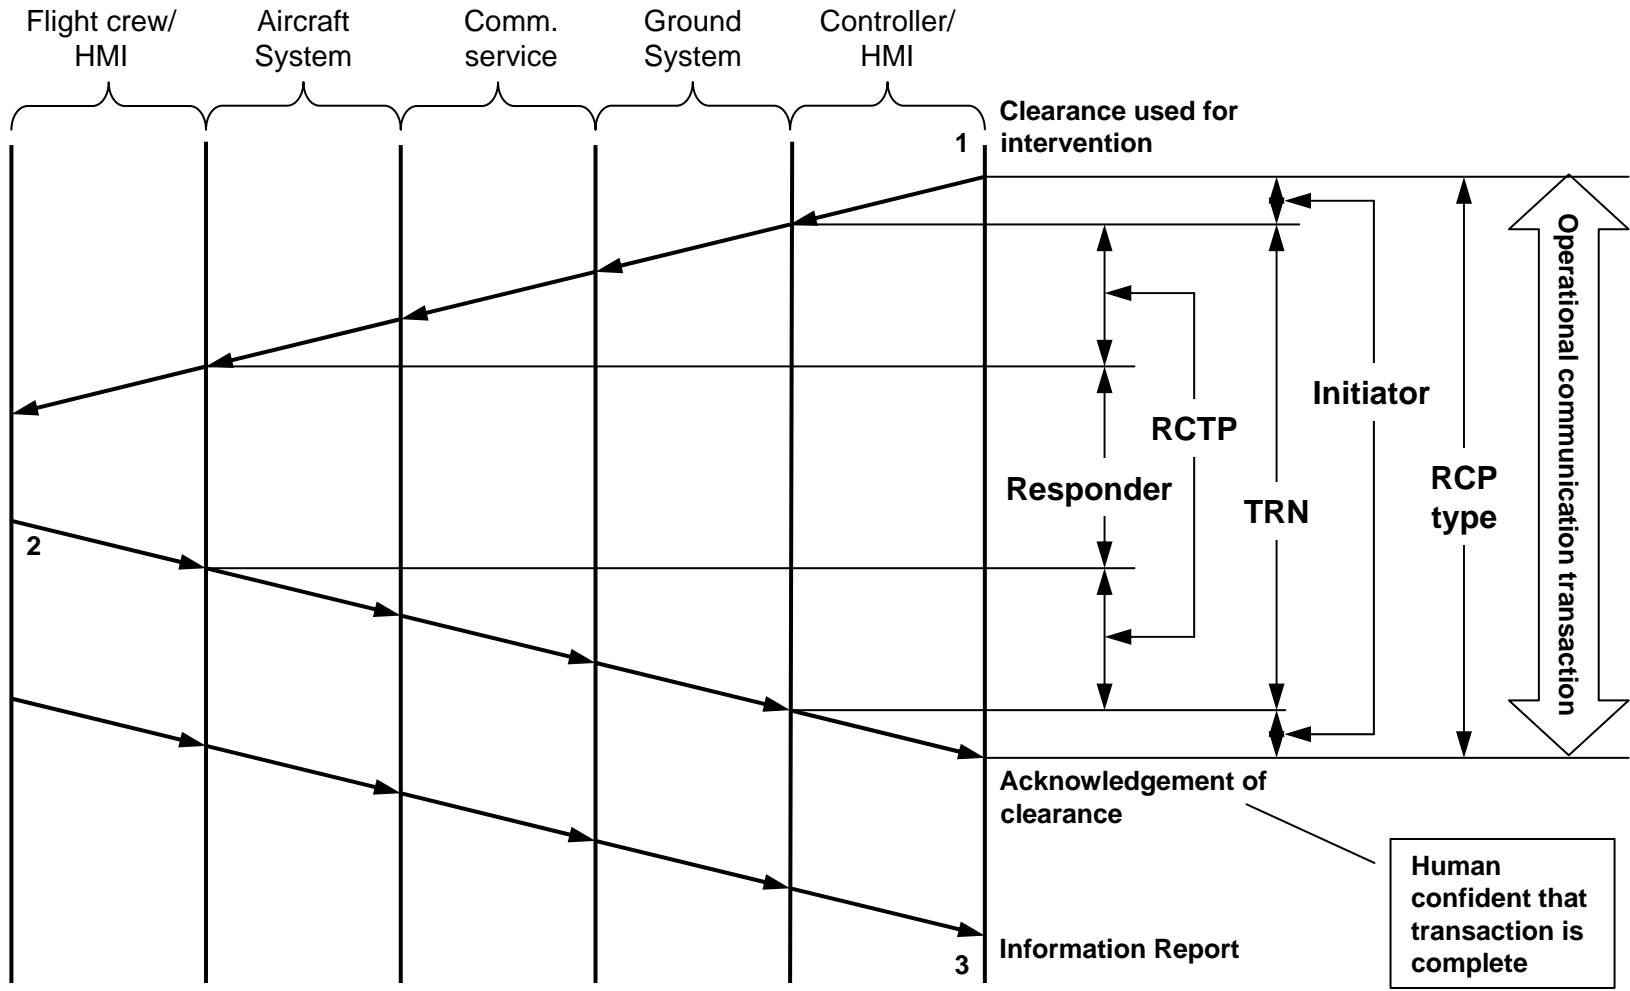 Flight crew/
HMI
Aircraft
System
Comm.
service
Ground
System
Controller/
HMI
1
Clearance used for
intervention
Operational communication transaction
Initiator
RCTP
RCP
type
Responder
TRN
2
Acknowledgement of
clearance
Human
confident that
transaction is
complete
Information Report
3